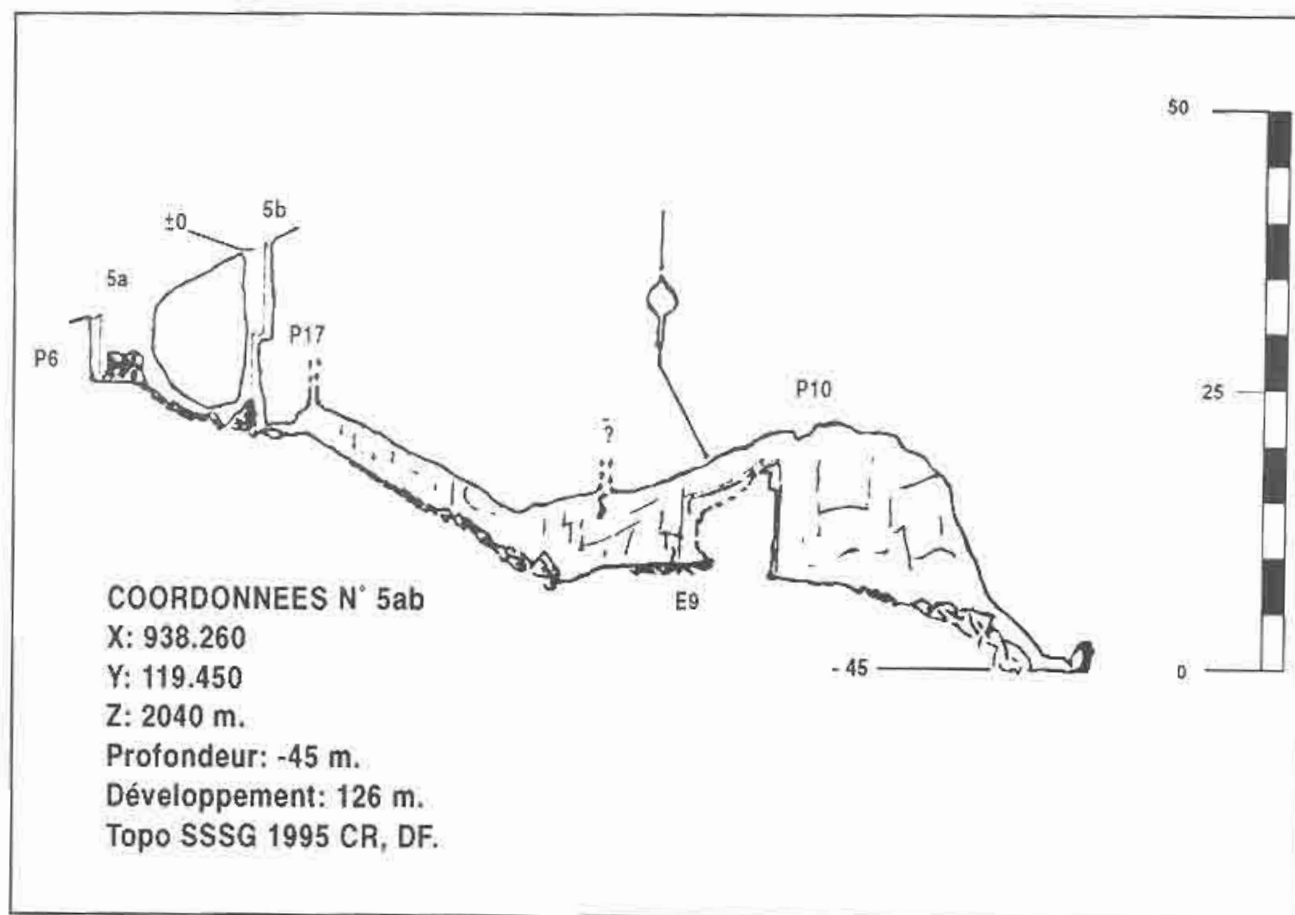 50
±0
5b
5a
P17
P6
P10
25
?
E9
COORDONNEES N° 5ab
X: 938.260
Y: 119.450
Z: 2040 m.
- 45
0
Profondeur: -45 m.
Développement: 126 m.
Topo SSSG 1995 CR, DF.